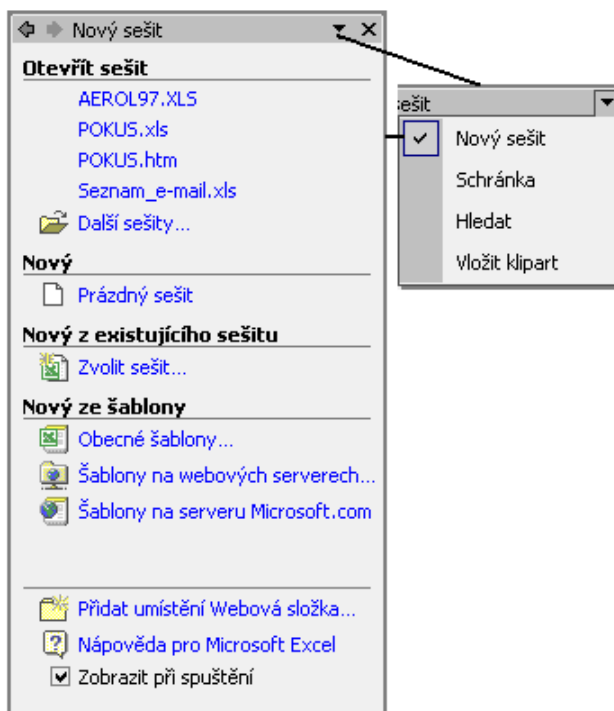 Nový sešit
Otevřít sešit
AEROL97.XLS
POKUS.xls
POKUS.htm
Seznam_e-mail.xls
Další sešity...
Nový
Prázdný sešit
Nový z existujícího sešitu
Zvolit sešit...
Nový ze šablony
Obecné šablony...
Šablony na webových serverech...
Šablony na serveru Microsoft.com
Přidat umístění Webová složka...
Nápověda pro Microsoft Excel
Zobrazit při spuštění
sešit
Nový sešit
Schránka
Hledat
Vložit klipart